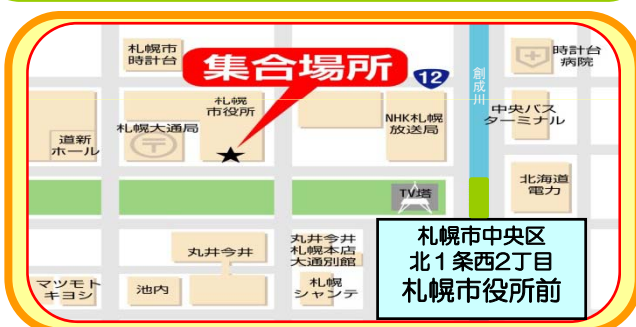 札幌市
時計台
集合場所
12
創成川
時計台
病院
札幌
市役所
NHK札幌
放送局
中央バス
ターミナル
道新
ホール
札幌大通局
北海道
電力
TV塔
丸井今井
丸井今井
札幌本店
大通別館
マツモト
キヨシ
池内
札幌
シャンテ
札幌市中央区
北1条西2丁目
札幌市役所前